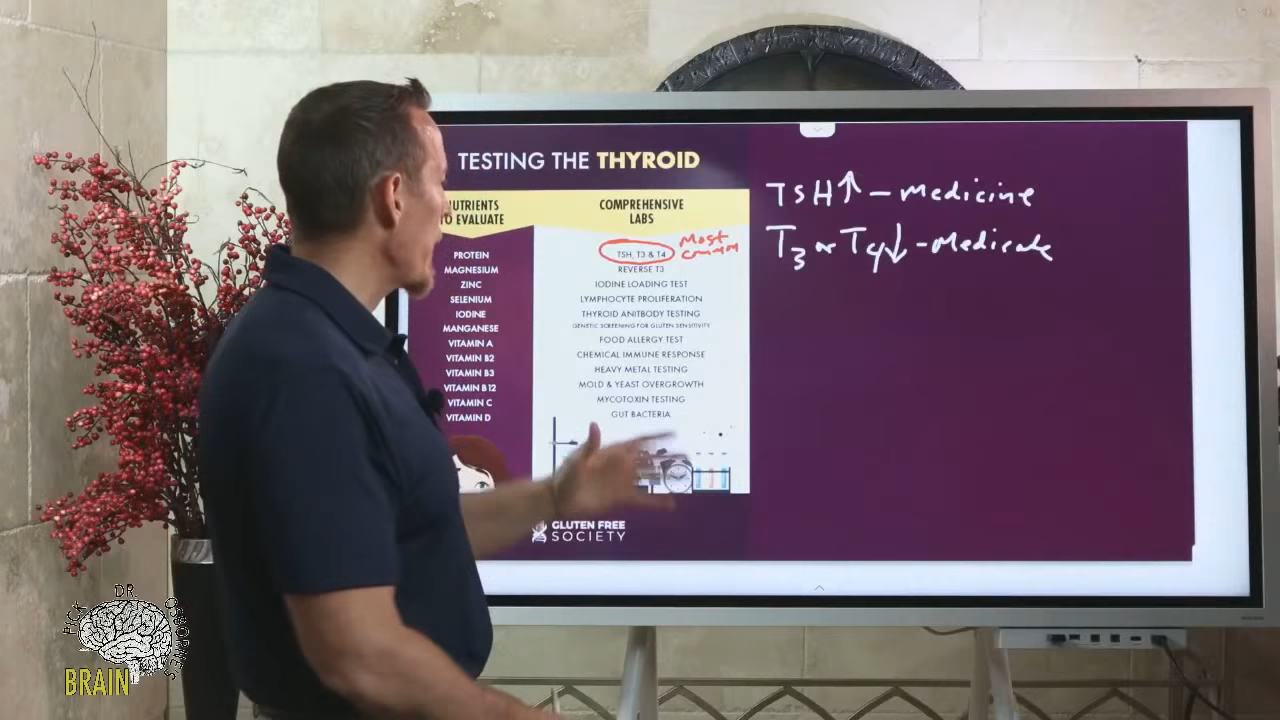 TESTING THE THYROID
NUTRIENTS
TO EVALUATE
PROTEIN
MAGNESIUM
ZINC
SELENIUM
IODINE
MANGANESE
VITAMIN A
VITAMIN B2
VITAMIN B3
VITAMIN B12
VITAMIN C
VITAMIN D
COMPREHENSIVE
LABS
TSH, T3 & T4
Most
common
REVERSE T3
IODINE LOADING TEST
LYMPHOCYTE PROLIFERATION
THYROID ANITBODY TESTING
GENETIC SCREENING FOR GLUTEN SENSITIVITY
FOOD ALLERGY TEST
CHEMICAL IMMUNE RESPONSE
HEAVY METAL TESTING
MOLD & YEAST OVERGROWTH
MYCOTOXIN TESTING
GUT BACTERIA
TSH↑ - medicine
T3 or T4↓ - medicate
GLUTEN FREE
SOCIETY
PICK DR OSBORNE'S
BRAIN